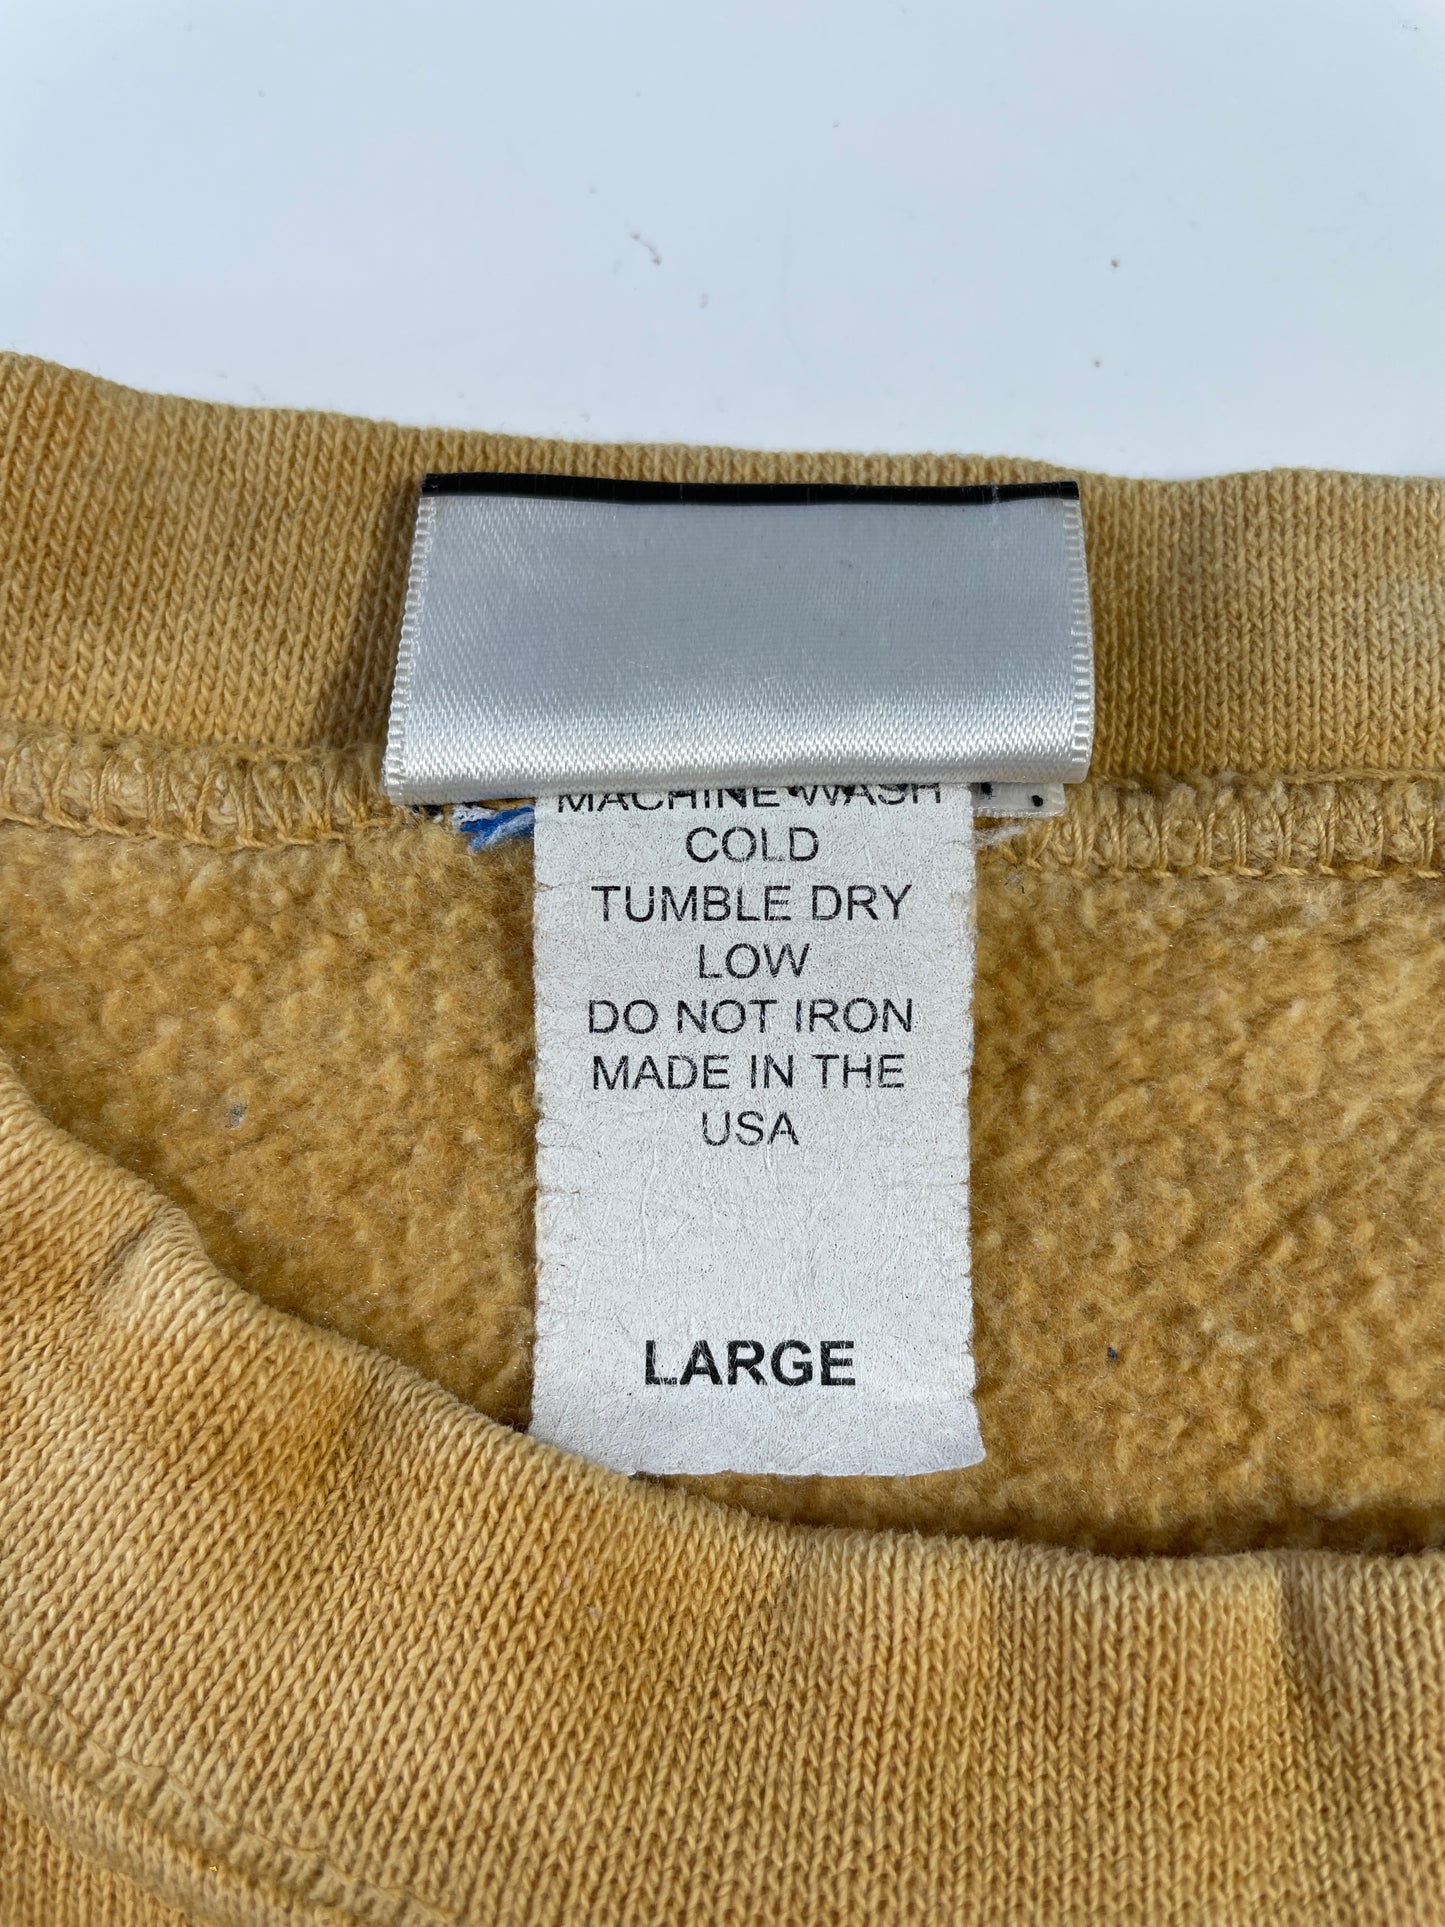 MACHINE WASH
COLD
TUMBLE DRY
LOW
DO NOT IRON
MADE IN THE
USA
LARGE